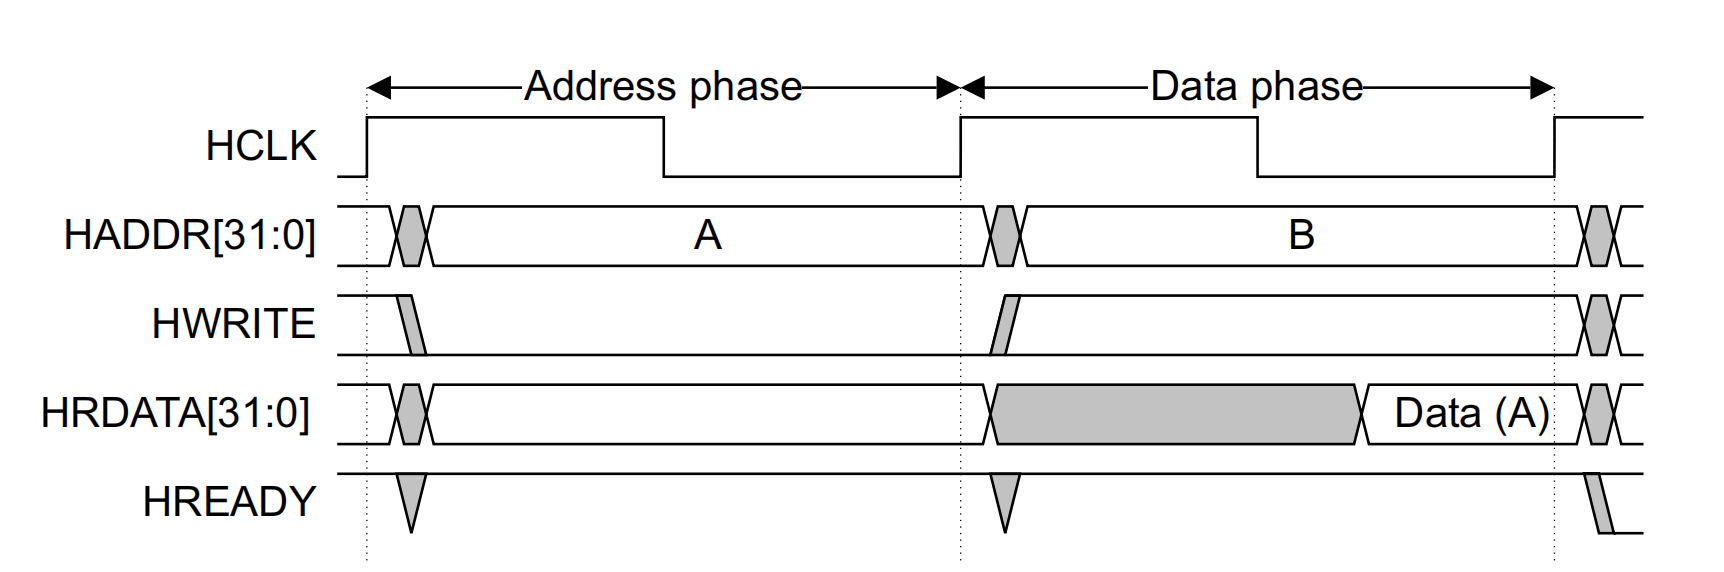 Address phase Data phase
HCLK
HADDR[31:0] A B
HWRITE
HRDATA[31:0] Data (A)
HREADY